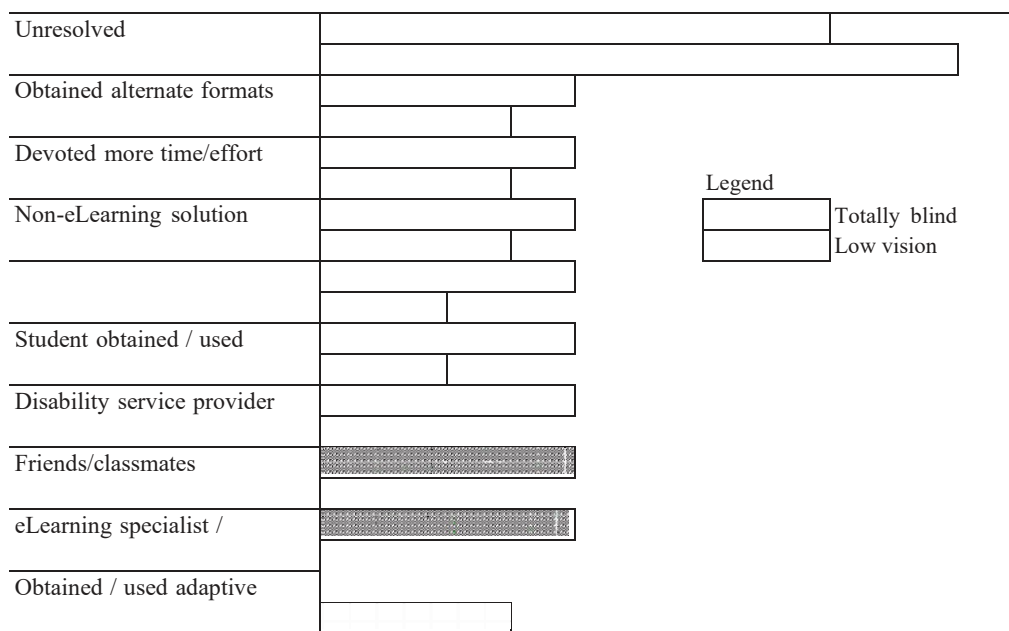 Unresolved
Obtained alternate formats
Devoted more time/effort
Legend
Non-eLearning solution
Totally blind
Low vision
Student obtained / used
Disability service provider
Friends/classmates
eLearning specialist /
Obtained / used adaptive